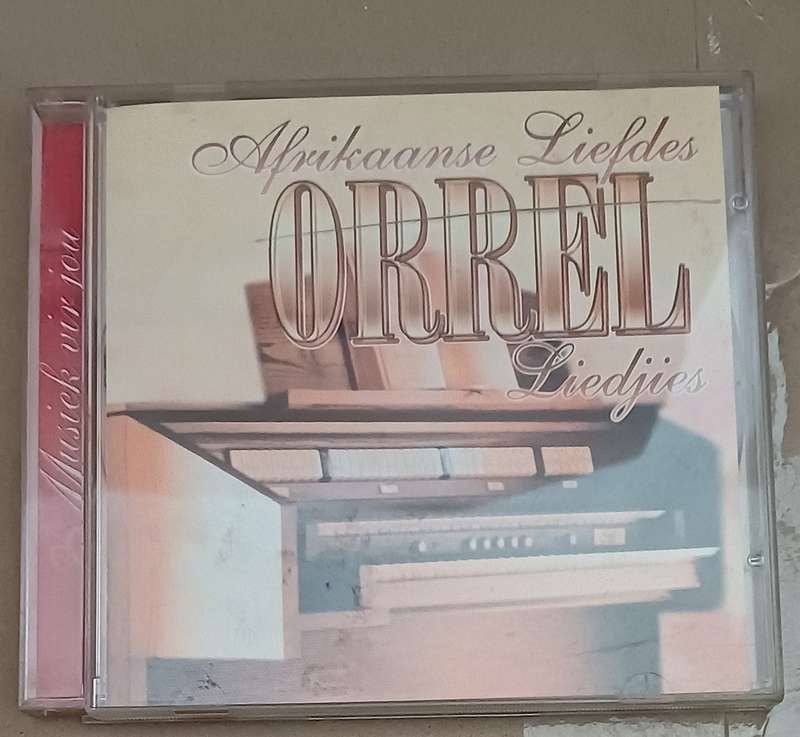 Afrikaanse Liefdes
ORREL
Liedjies
Musiek vir jou